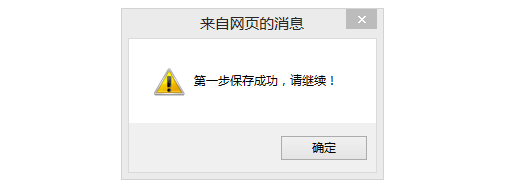 来自网页的消息
第一步保存成功，请继续！
确定